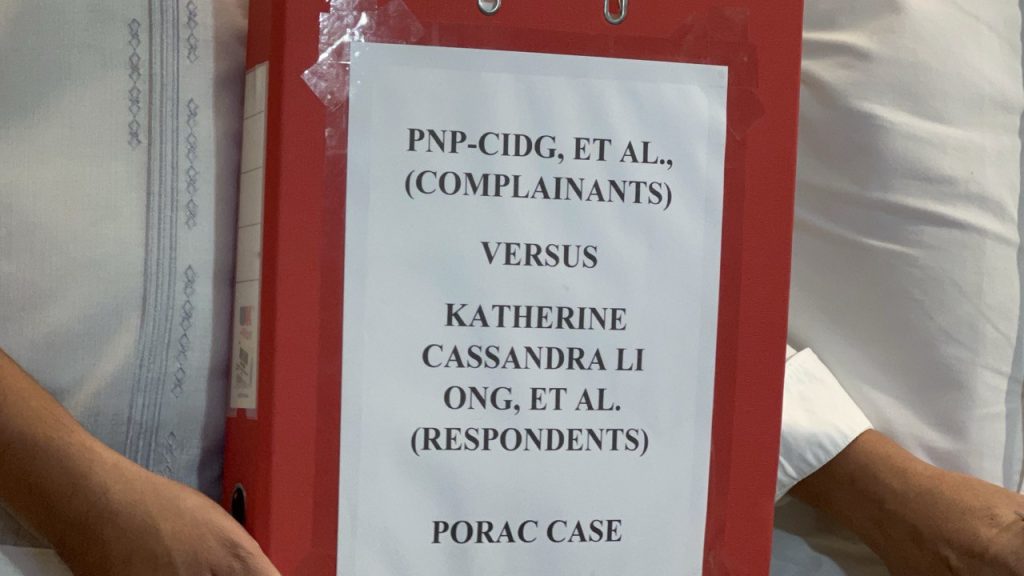 PNP-CIDG, ET AL.,
(COMPLAINANTS)
VERSUS
KATHERINE
CASSANDRA LI
ONG, ET AL.
(RESPONDENTS)
PORAC CASE